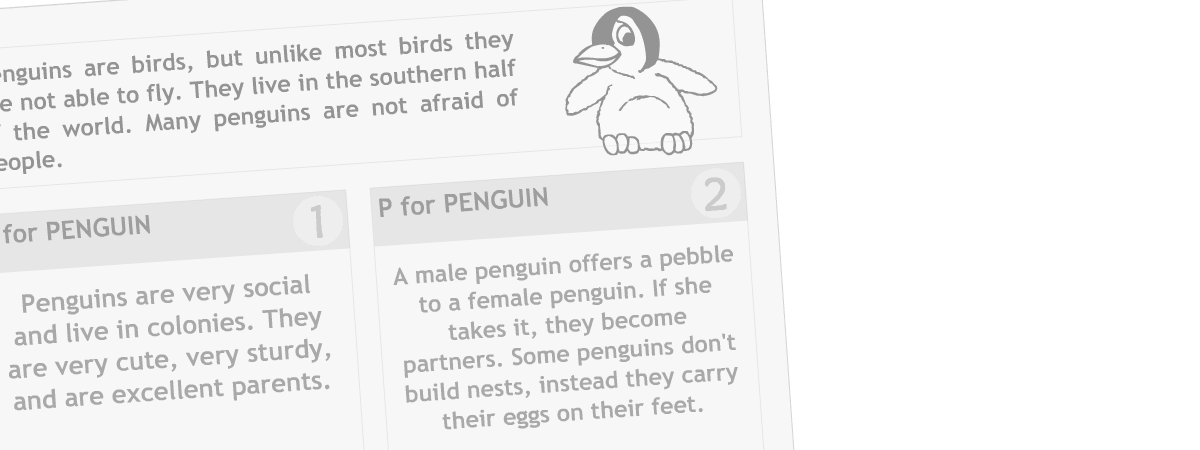 enguins are birds, but unlike most birds they
e not able to fly. They live in the southern half
the world. Many penguins are not afraid of
eople.
for PENGUIN 1
Penguins are very social
and live in colonies. They
are very cute, very sturdy,
and are excellent parents.
P for PENGUIN 2
A male penguin offers a pebble
to a female penguin. If she
takes it, they become
partners. Some penguins don't
build nests, instead they carry
their eggs on their feet.